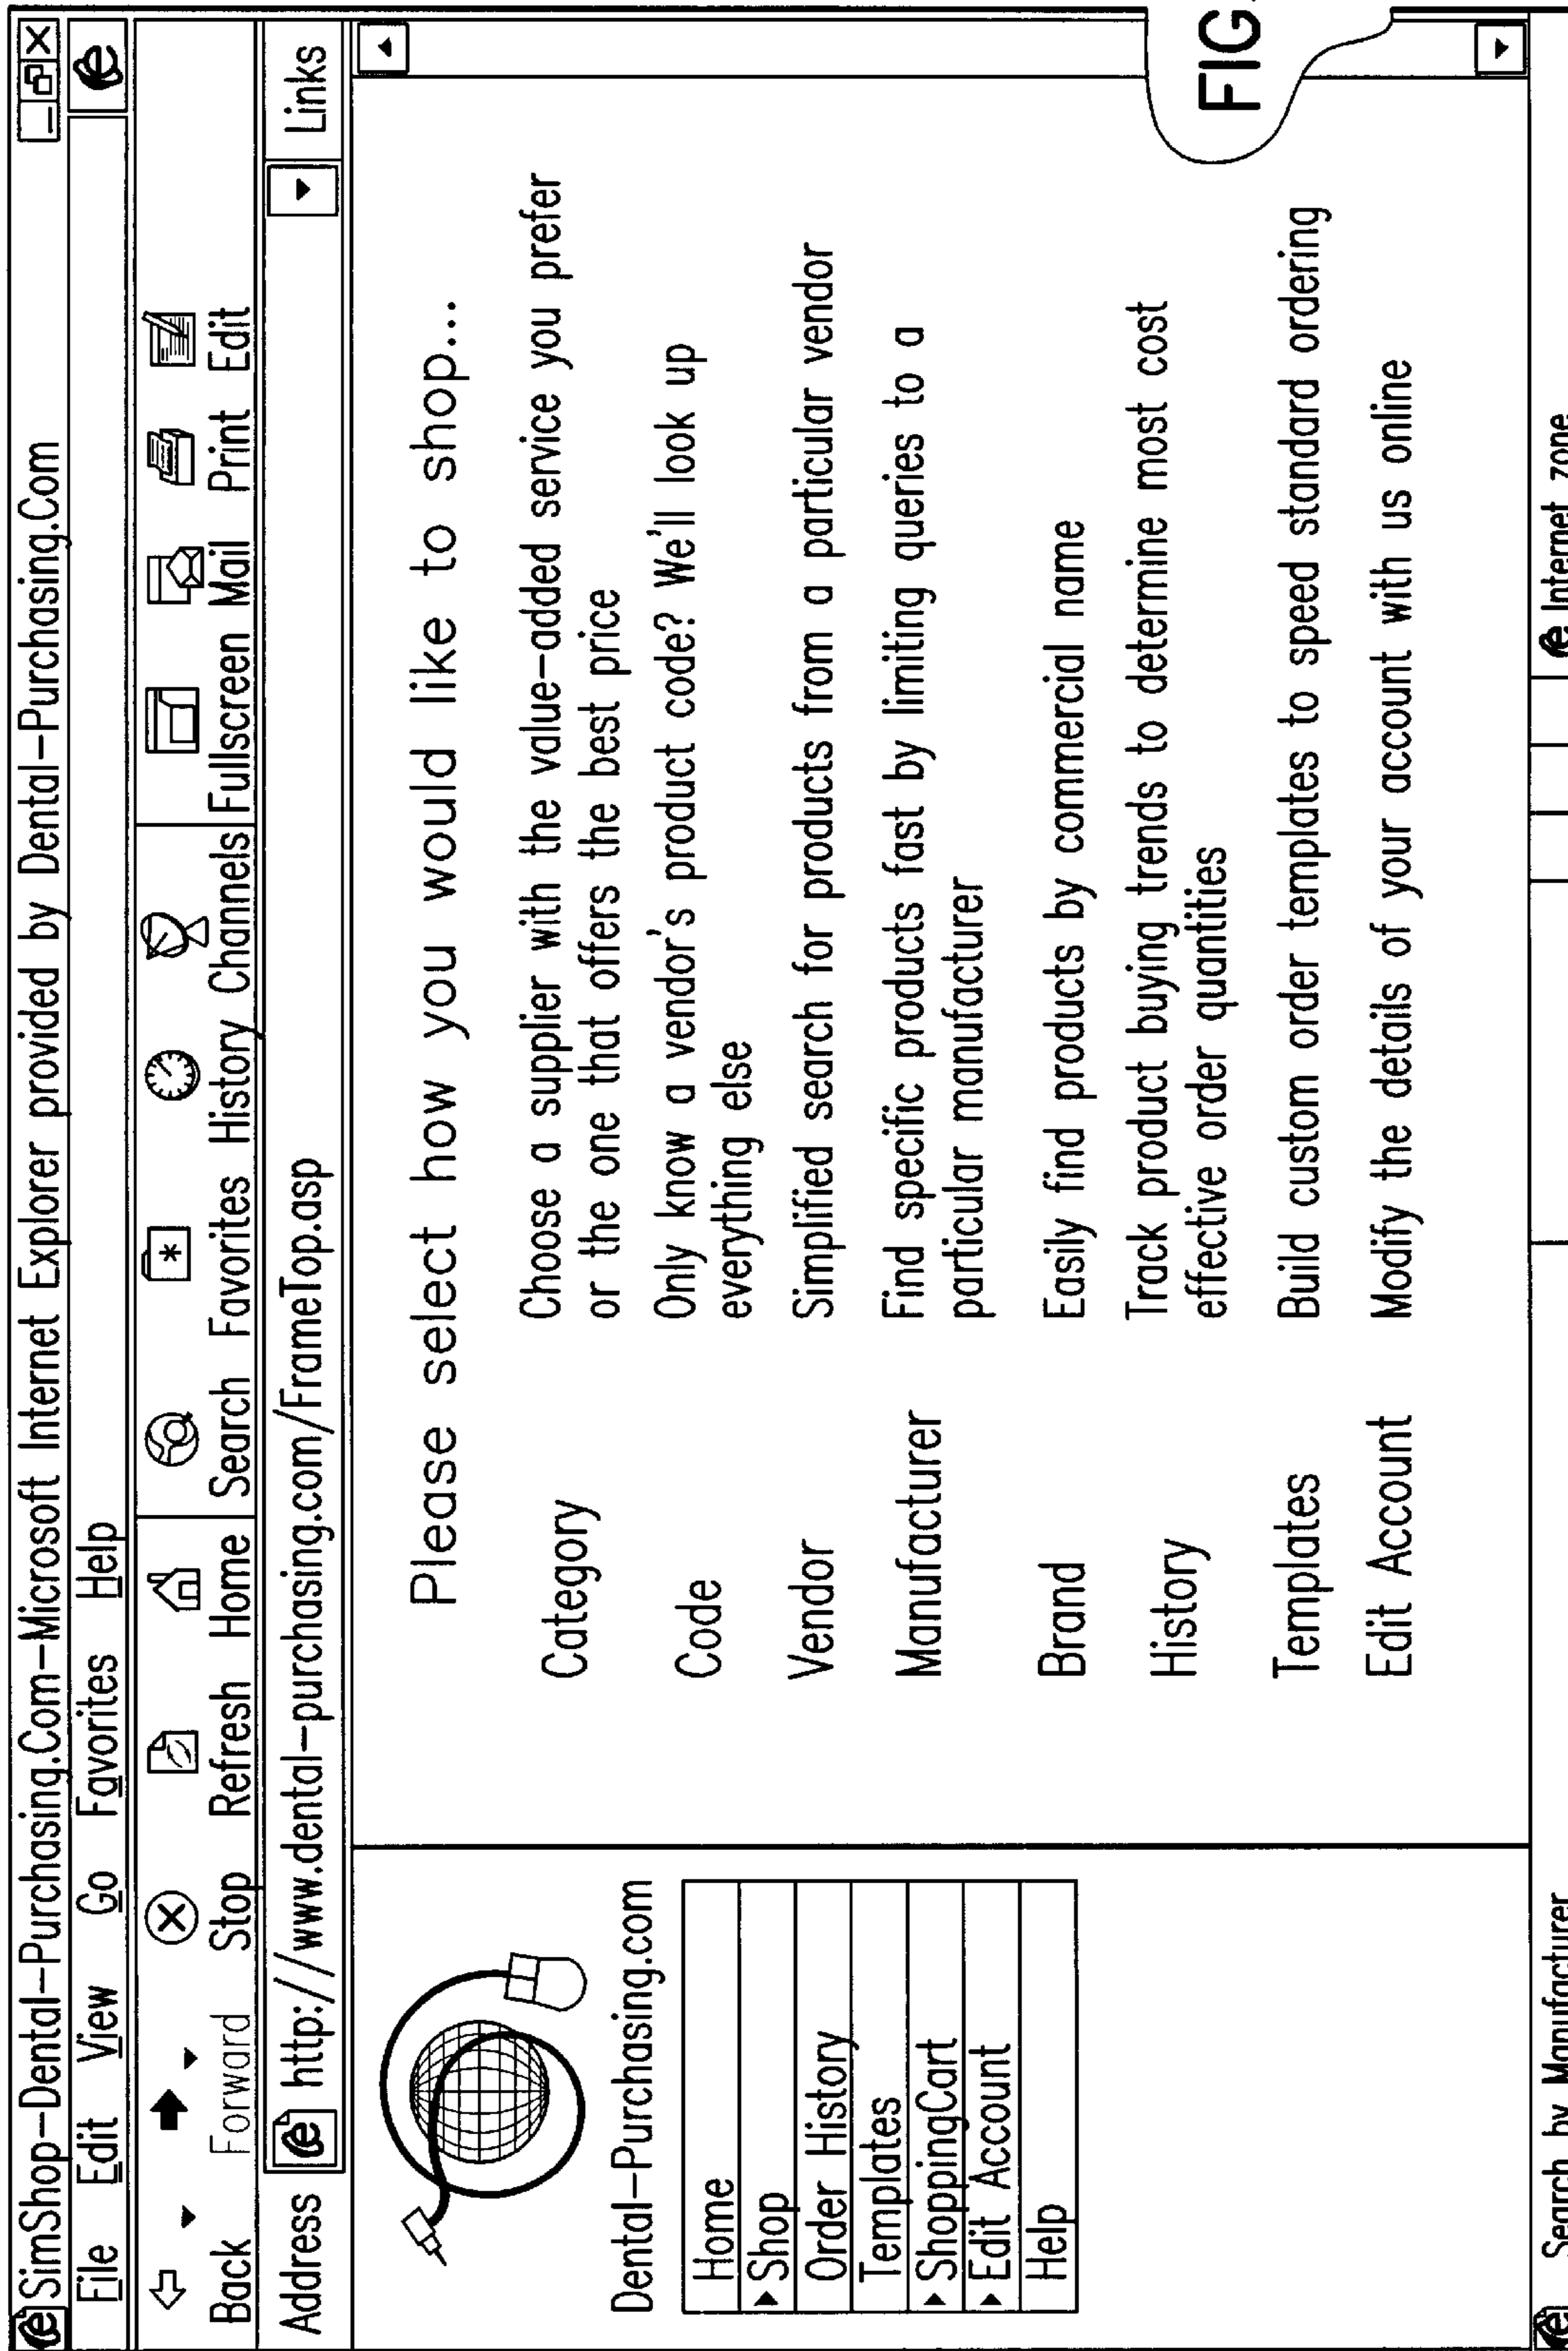 SimShop-Dental-Purchasing.Com-Microsoft Internet Explorer provided by Dental-Purchasing.Com
File Edit View Go Favorites Help
Back Forward Stop Refresh Home Search Favorites History Channels Fullscreen Mail Print Edit
Address http://www.dental-purchasing.com/FrameTop.asp Links
Dental-Purchasing.com
Home
Shop
Order History
Templates
ShoppingCart
Edit Account
Help
Please select how you would like to shop...
Category Choose a supplier with the value-added service you prefer
or the one that offers the best price
Code Only know a vendor's product code? We'll look up
everything else
Vendor Simplified search for products from a particular vendor
Manufacturer Find specific products fast by limiting queries to a
particular manufacturer
Brand Easily find products by commercial name
History Track product buying trends to determine most cost
effective order quantities
Templates Build custom order templates to speed standard ordering
Edit Account Modify the details of your account with us online
FIG.
Search by Manufacturer Internet zone